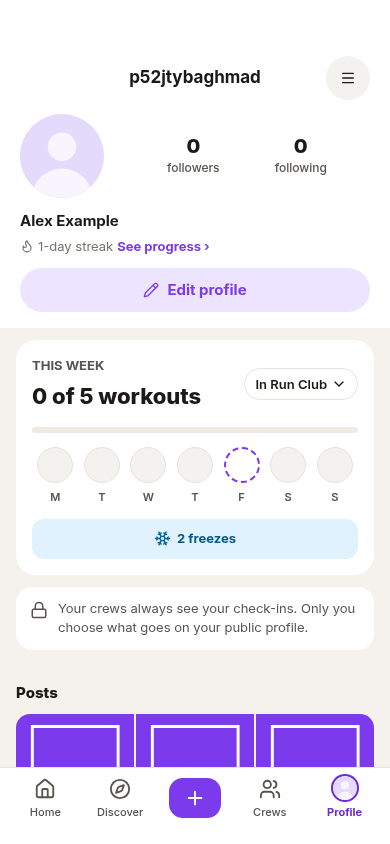 p52jtybaghmad
0
followers
0
following
Alex Example
1-day streak See progress ›
Edit profile
THIS WEEK
0 of 5 workouts
In Run Club
M T W T F S S
2 freezes
Your crews always see your check-ins. Only you
choose what goes on your public profile.
Posts
Home
Discover
Crews
Profile